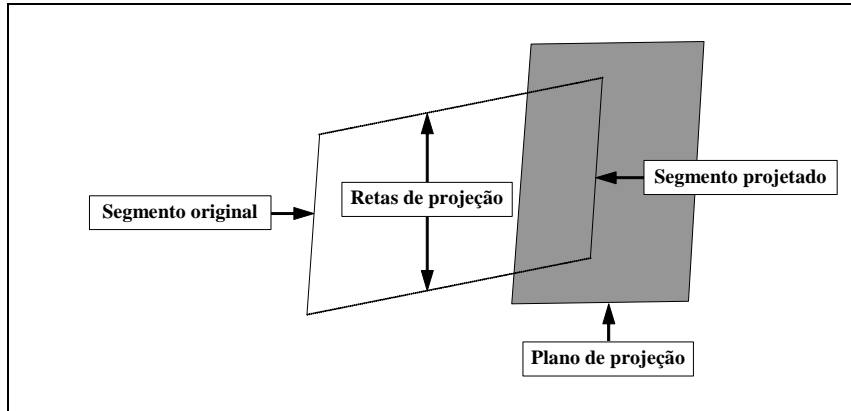 Segmento original
Retas de projeção
Segmento projetado
Plano de projeção